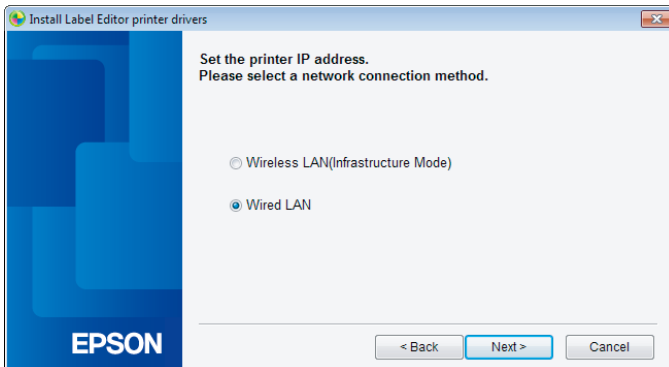 Install Label Editor printer drivers
Set the printer IP address.
Please select a network connection method.
Wireless LAN(Infrastructure Mode)
Wired LAN
EPSON
< Back
Next >
Cancel